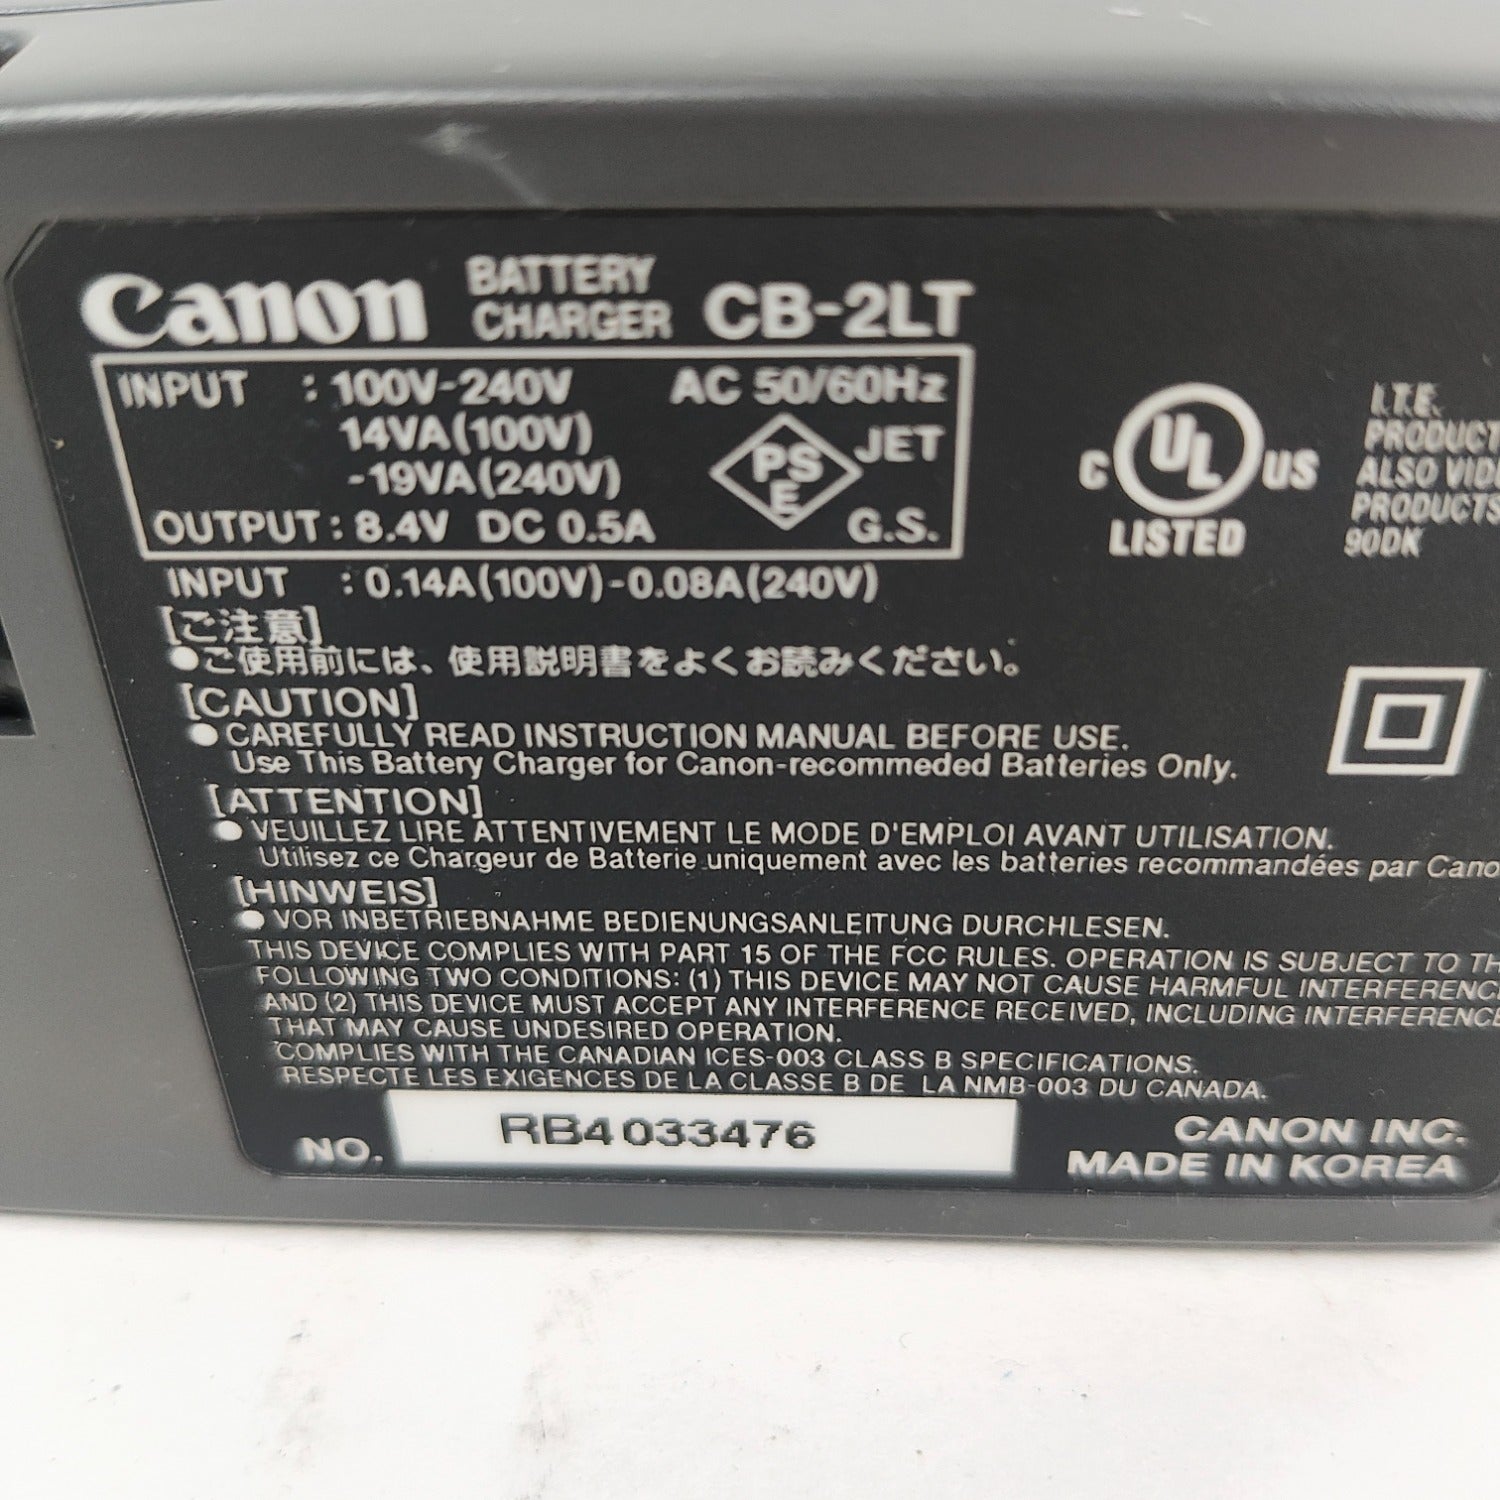 Canon BATTERY CHARGER CB-2LT
INPUT : 100V-240V AC 50/60Hz
14VA(100V)
-19VA(240V)
PSE JET
G.S.
OUTPUT : 8.4V DC 0.5A
INPUT : 0.14A(100V)-0.08A(240V)
C UL US
LISTED
I.T.E.
PRODUCT
ALSO
PRODUCTS
90DK
[ご注意]
●ご使用前には、使用説明書をよくお読みください。
[CAUTION]
● CAREFULLY READ INSTRUCTION MANUAL BEFORE USE.
Use This Battery Charger for Canon-recommeded Batteries Only.
[ATTENTION]
● VEUILLEZ LIRE ATTENTIVEMENT LE MODE D'EMPLOI AVANT UTILISATION.
Utilisez ce Chargeur de Batterie uniquement avec les batteries recommandées par Cano
[HINWEIS]
● VOR INBETRIEBNAHME BEDIENUNGSANLEITUNG DURCHLESEN.
THIS DEVICE COMPLIES WITH PART 15 OF THE FCC RULES. OPERATION IS SUBJECT TO TH
FOLLOWING TWO CONDITIONS: (1) THIS DEVICE MAY NOT CAUSE HARMFUL INTERFERENC
AND (2) THIS DEVICE MUST ACCEPT ANY INTERFERENCE RECEIVED, INCLUDING INTERFERENCE
THAT MAY CAUSE UNDESIRED OPERATION.
COMPLIES WITH THE CANADIAN ICES-003 CLASS B SPECIFICATIONS.
RESPECTE LES EXIGENCES DE LA CLASSE B DE LA NMB-003 DU CANADA.
NO. RB4033476
CANON INC.
MADE IN KOREA